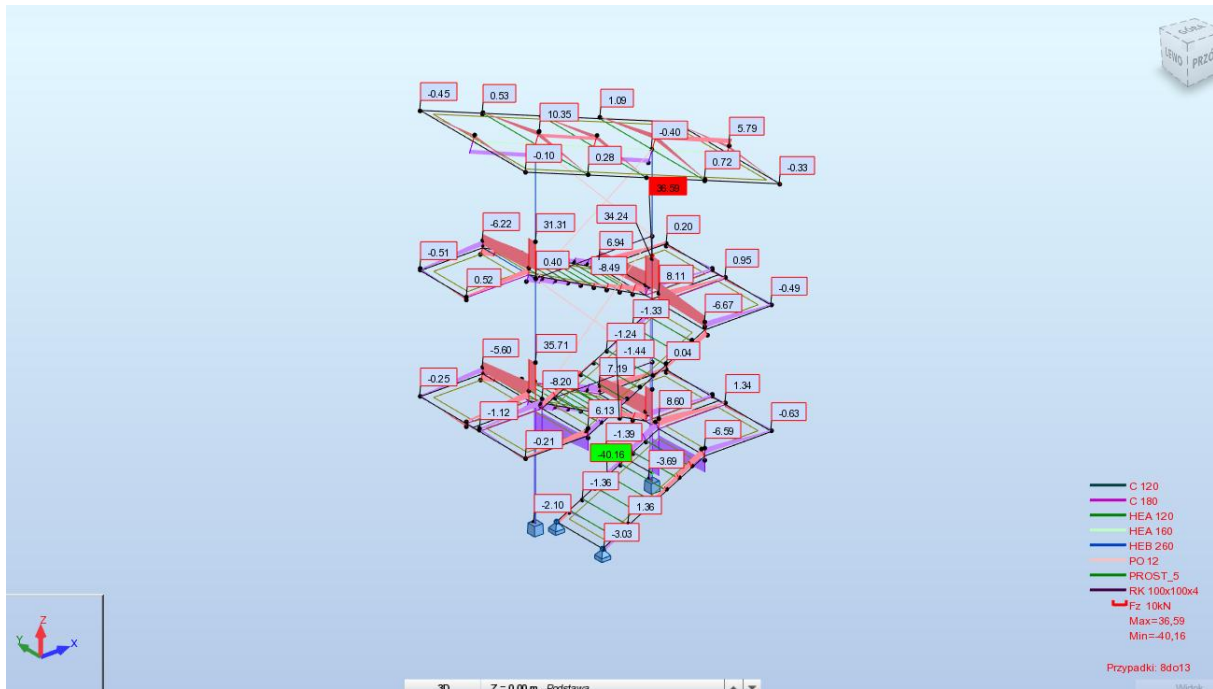 GÓRA
LEWO PRZÓ
-0.45 0.53 1.09
10.35 -0.40 5.79
-0.10 0.28 0.72 -0.33
36.59
34.24
-6.22 31.31 6.94 0.20
-0.51 0.40 -8.49 8.11 0.95
0.52 -0.49
-1.33 -6.67
-1.24
-5.60 35.71 -1.44 0.04
-0.25 -8.20 7.19 1.34
-1.12 6.13 8.60 -0.63
-0.21 -1.39 -6.59
-40.16 -3.69
-1.36
-2.10 1.36
-3.03
C 120
C 180
HEA 120
HEA 160
HEB 260
PO 12
PROST_5
RK 100x100x4
Fz 10kN
Max=36,59
Min=-40,16
Przypadki: 8do13
Z
Y X
3D Z = 0.00 m - Podstawa
Widok